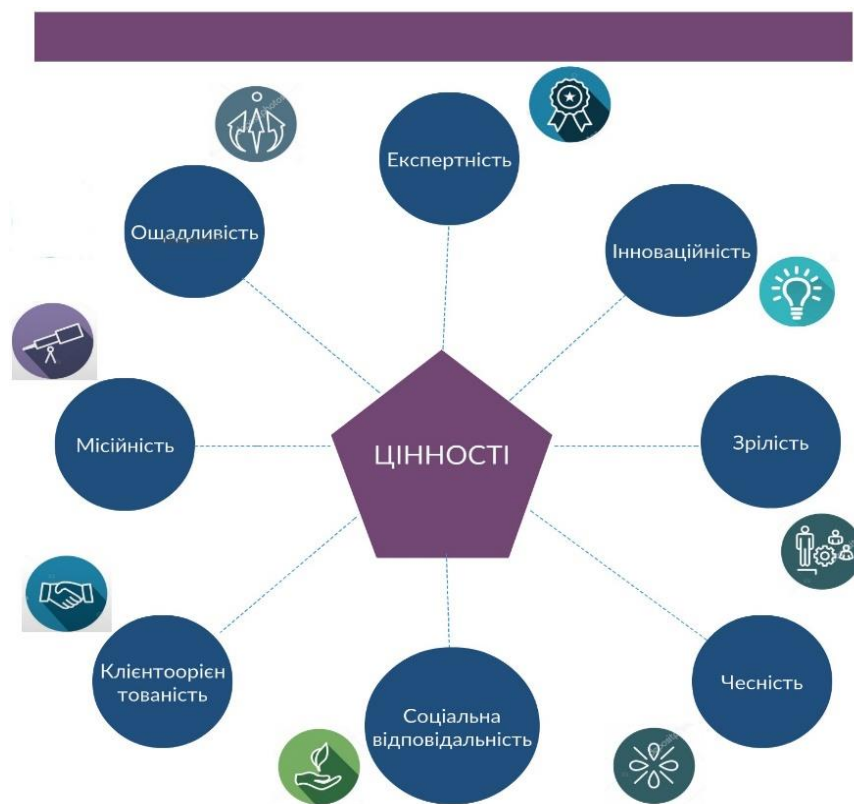 Експертність
Ощадливість
Інноваційність
Місійність
ЦІННОСТІ
Зрілість
Клієнтоорієн
тованість
Соціальна
відповідальність
Чесність